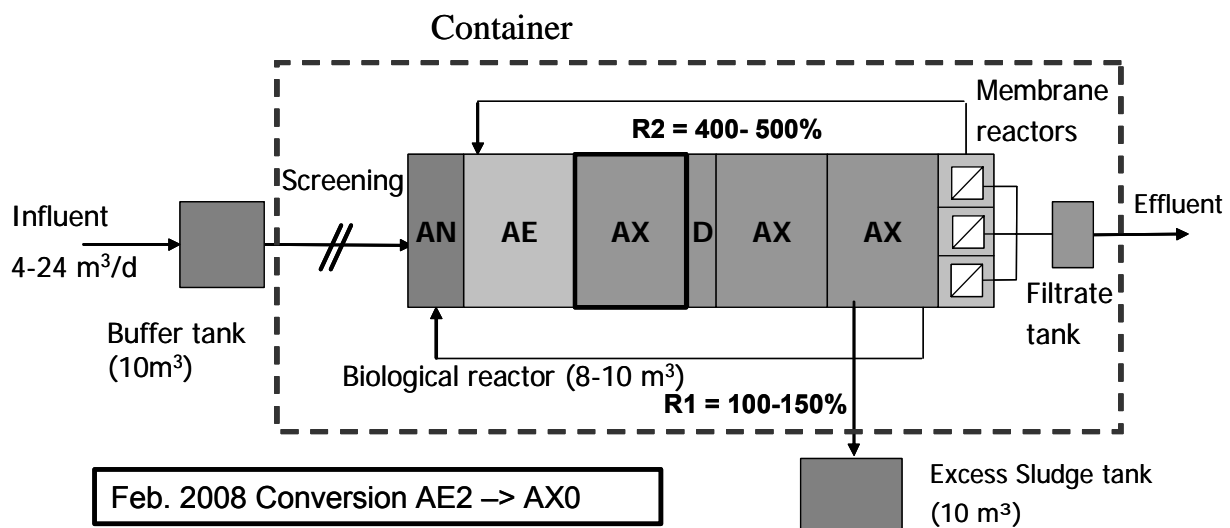 Container
Membrane
reactors
R2 = 400- 500%
Screening
Influent
4-24 m³/d
AN
AE
AX
D
AX
AX
Effluent
Filtrate
tank
Buffer tank
(10m³)
Biological reactor (8-10 m³)
R1 = 100-150%
Feb. 2008 Conversion AE2 –> AX0
Excess Sludge tank
(10 m³)